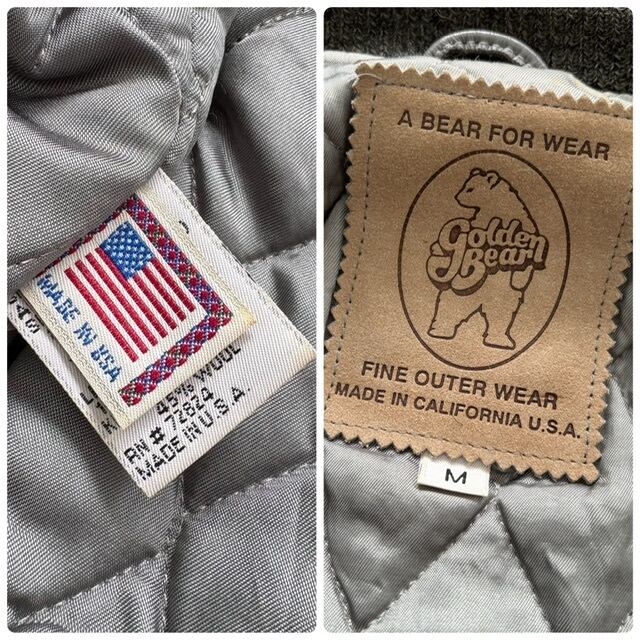 MADE IN USA
45% WOOL
RN # 72824
MADE IN U.S.A.
A BEAR FOR WEAR
Golden
Bear
FINE OUTER WEAR
MADE IN CALIFORNIA U.S.A.
M